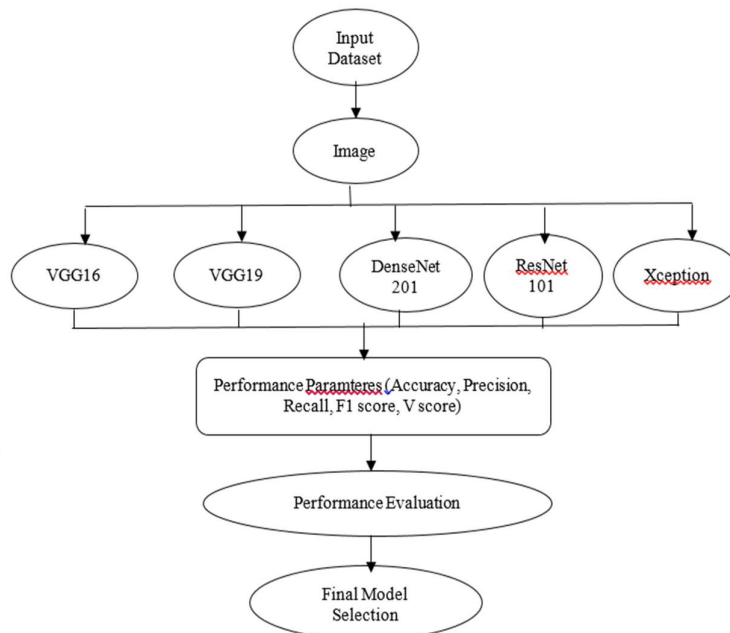 Input
Dataset
Image
VGG16
VGG19
DenseNet
201
ResNet
101
Xception
Performance Paramteres (Accuracy, Precision,
Recall, F1 score, V score)
Performance Evaluation
Final Model
Selection